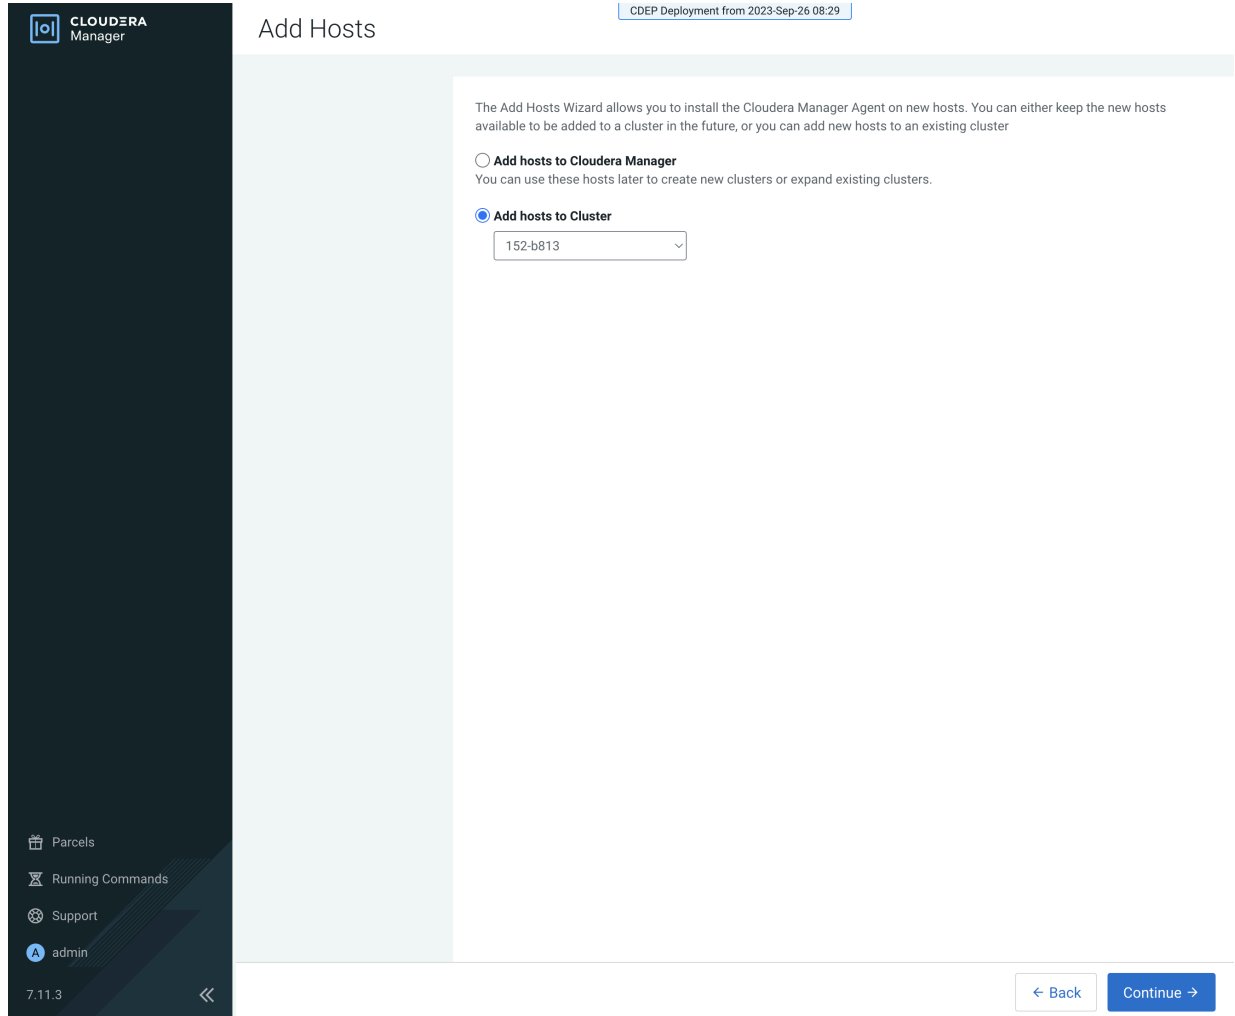 CLOUDERA
Manager
Add Hosts
CDEP Deployment from 2023-Sep-26 08:29
The Add Hosts Wizard allows you to install the Cloudera Manager Agent on new hosts. You can either keep the new hosts
available to be added to a cluster in the future, or you can add new hosts to an existing cluster
Add hosts to Cloudera Manager
You can use these hosts later to create new clusters or expand existing clusters.
Add hosts to Cluster
152-b813
Parcels
Running Commands
Support
A admin
7.11.3
Back
Continue